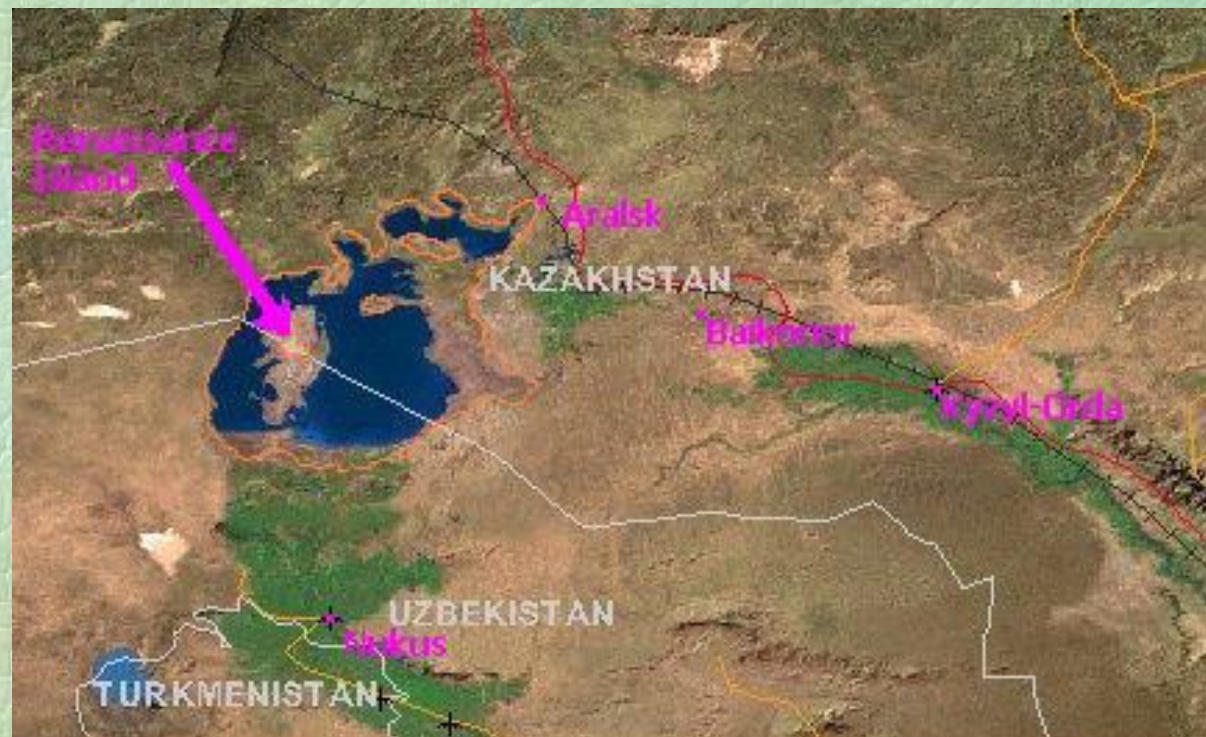 Renaissance
Island
Aralsk
KAZAKHSTAN
Baikonur
Kyzyl-Orda
UZBEKISTAN
Nukus
TURKMENISTAN